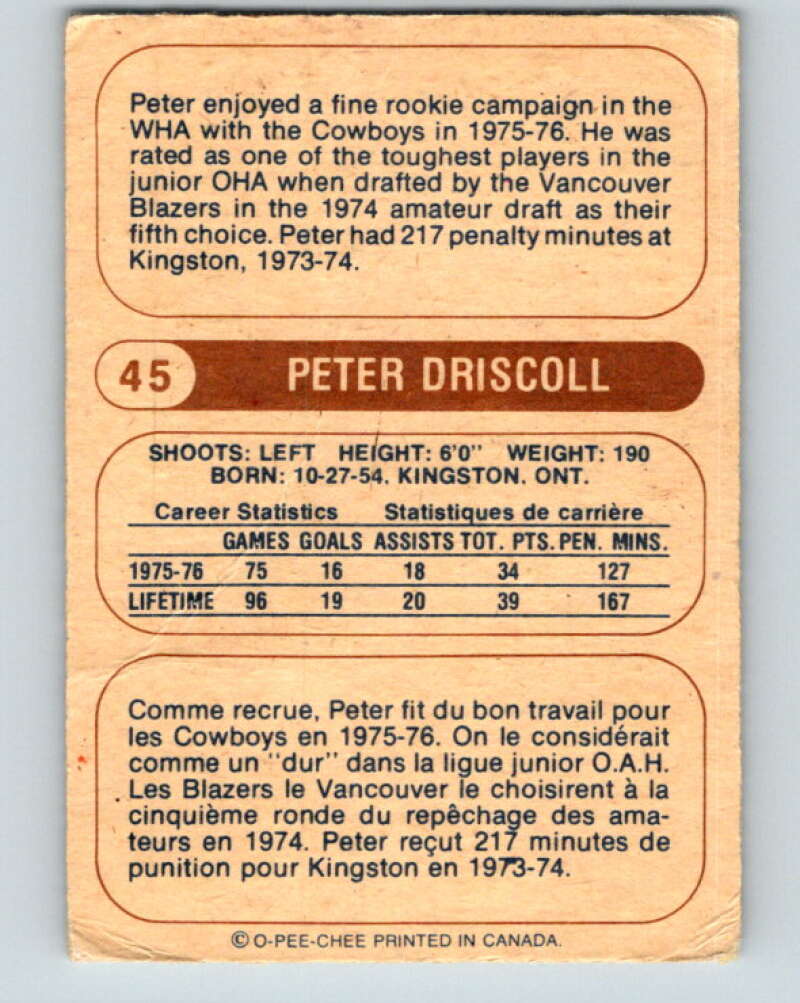 Peter enjoyed a fine rookie campaign in the
WHA with the Cowboys in 1975-76. He was
rated as one of the toughest players in the
junior OHA when drafted by the Vancouver
Blazers in the 1974 amateur draft as their
fifth choice. Peter had 217 penalty minutes at
Kingston, 1973-74.
45 PETER DRISCOLL
SHOOTS: LEFT HEIGHT: 6'0" WEIGHT: 190
BORN: 10-27-54. KINGSTON. ONT.
Career Statistics Statistiques de carrière
GAMES GOALS ASSISTS TOT. PTS. PEN. MINS.
1975-76 75 16 18 34 127
LIFETIME 96 19 20 39 167
Comme recrue, Peter fit du bon travail pour
les Cowboys en 1975-76. On le considérait
comme un "dur" dans la ligue junior O.A.H.
Les Blazers le Vancouver le choisirent à la
cinquième ronde du repêchage des ama-
teurs en 1974. Peter reçut 217 minutes de
punition pour Kingston en 1973-74.
© O-PEE-CHEE PRINTED IN CANADA.